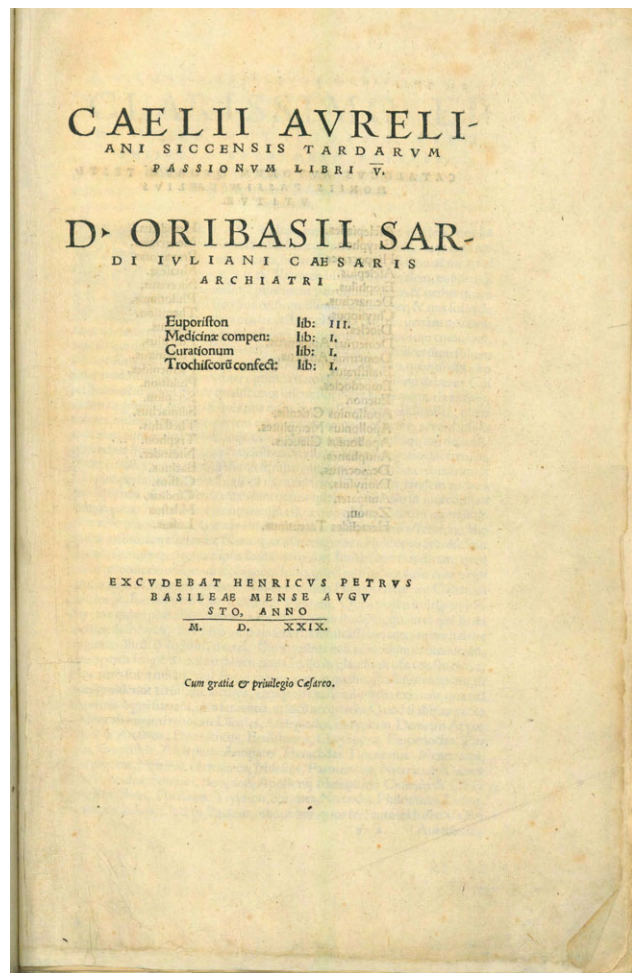 CAELII AVRELI-
ANI SICCENSIS TARDARVM
PASSIONVM LIBRI V̅.
D· ORIBASII SAR-
DI IVLIANI CAESARIS
ARCHIATRI
Euporiſton lib: III.
Medicinæ compen: lib: I.
Curationum lib: I.
Trochiſcorũ confect: lib: I.
EXCVDEBAT HENRICVS PETRVS
BASILEAE MENSE AVGV
STO, ANNO
M. D. XXIX.
Cum gratia & priuilegio Cæſareo.